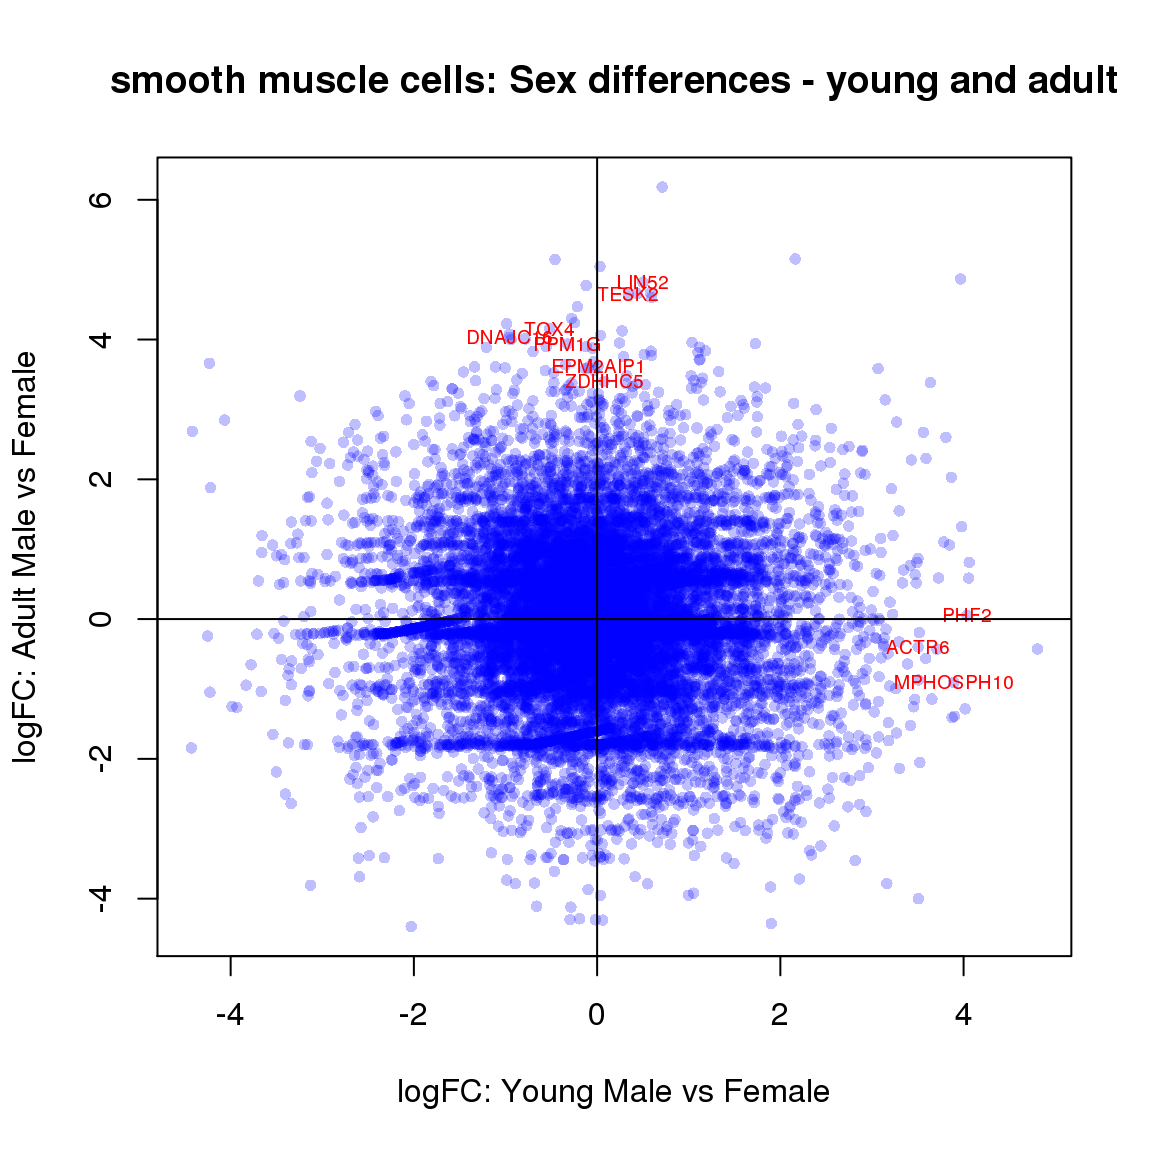 smooth muscle cells: Sex differences - young and adult
logFC: Adult Male vs Female
6
4
2
0
-2
-4
LIN52
TESK2
TOX4
DNAJC16
PPM1G
EPM2AIP1
ZDHHC5
PHF2
ACTR6
MPHOSPH10
-4 -2 0 2 4
logFC: Young Male vs Female